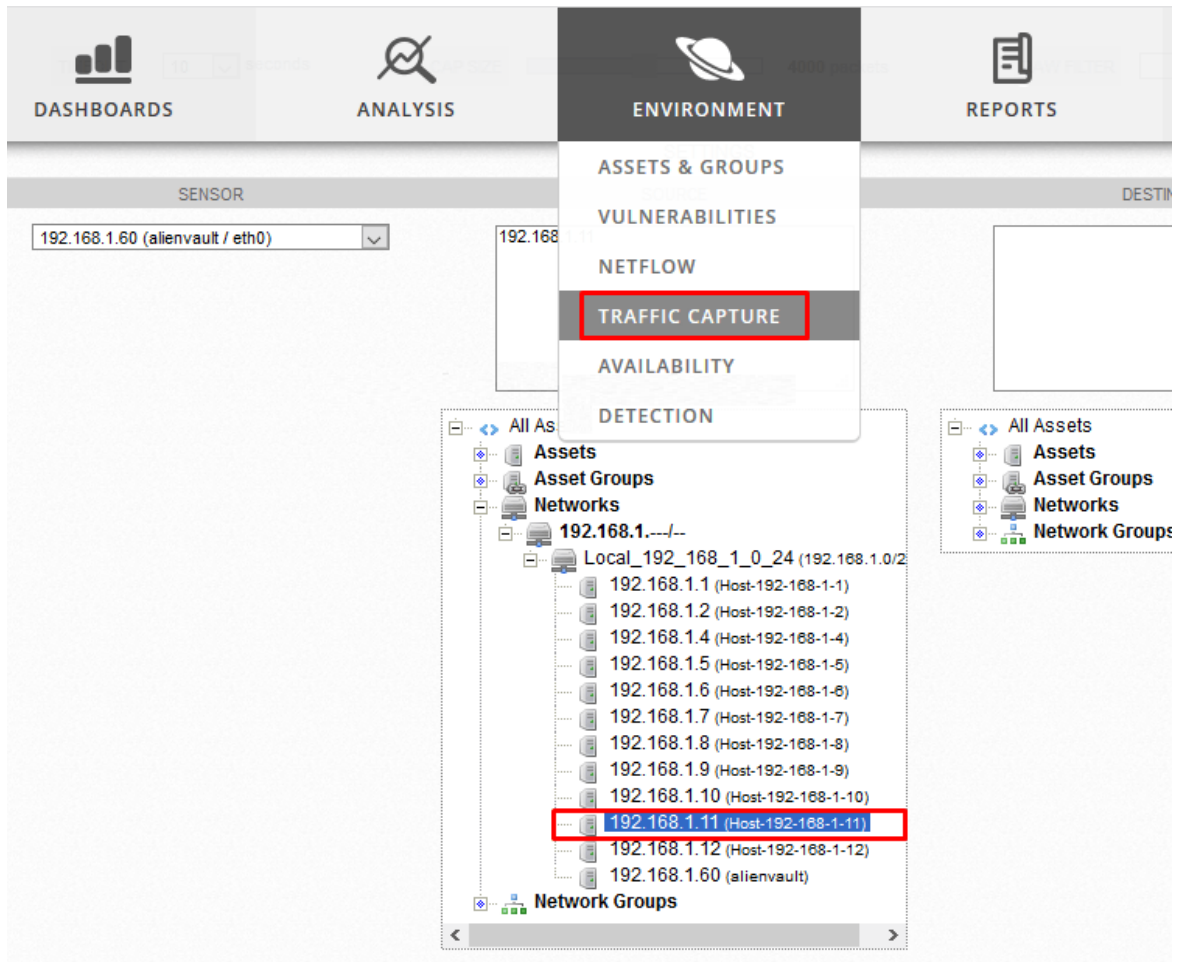 DASHBOARDS
ANALYSIS
ENVIRONMENT
REPORTS
ASSETS & GROUPS
VULNERABILITIES
NETFLOW
TRAFFIC CAPTURE
AVAILABILITY
DETECTION
SENSOR
192.168.1.60 (alienvault / eth0)
192.168.1.11
DESTIN
All As
Assets
Asset Groups
Networks
192.168.1.---/--
Local_192_168_1_0_24 (192.168.1.0/2
192.168.1.1 (Host-192-168-1-1)
192.168.1.2 (Host-192-168-1-2)
192.168.1.4 (Host-192-168-1-4)
192.168.1.5 (Host-192-168-1-5)
192.168.1.6 (Host-192-168-1-6)
192.168.1.7 (Host-192-168-1-7)
192.168.1.8 (Host-192-168-1-8)
192.168.1.9 (Host-192-168-1-9)
192.168.1.10 (Host-192-168-1-10)
192.168.1.11 (Host-192-168-1-11)
192.168.1.12 (Host-192-168-1-12)
192.168.1.60 (alienvault)
Network Groups
All Assets
Assets
Asset Groups
Networks
Network Groups